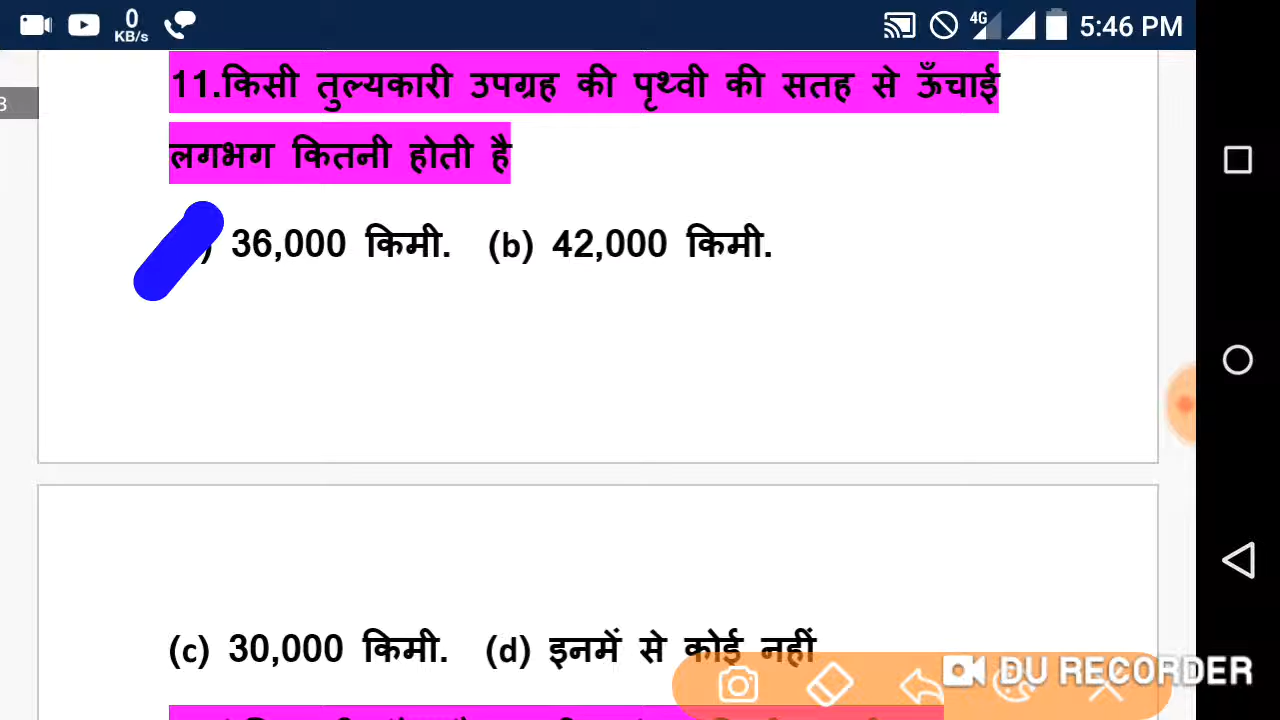 0
KB/s
4G
5:46 PM
11.किसी तुल्यकारी उपग्रह की पृथ्वी की सतह से ऊँचाई
लगभग कितनी होती है
) 36,000 किमी. (b) 42,000 किमी.
3
(c) 30,000 किमी. (d) इनमें से कोई नहीं
DU RECORDER